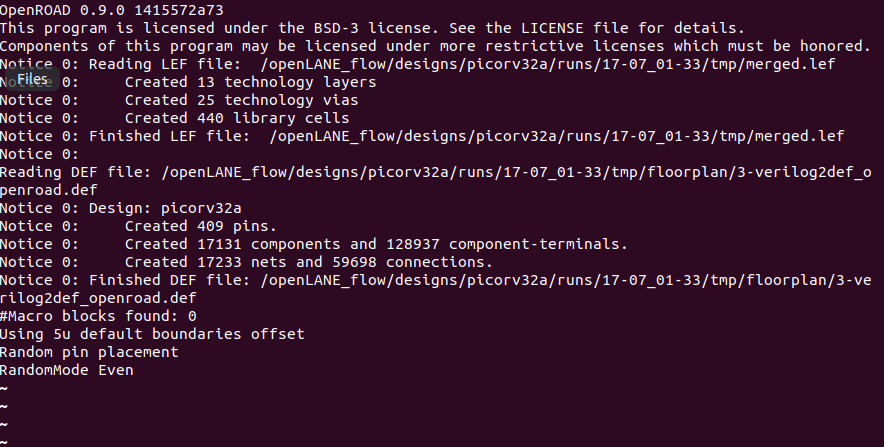 OpenROAD 0.9.0 1415572a73
This program is licensed under the BSD-3 license. See the LICENSE file for details.
Components of this program may be licensed under more restrictive licenses which must be honored.
Notice 0: Reading LEF file:  /openLANE_flow/designs/picorv32a/runs/17-07_01-33/tmp/merged.lef
Files
0:     Created 13 technology layers
Notice 0:     Created 25 technology vias
Notice 0:     Created 440 library cells
Notice 0: Finished LEF file:  /openLANE_flow/designs/picorv32a/runs/17-07_01-33/tmp/merged.lef
Notice 0:
Reading DEF file: /openLANE_flow/designs/picorv32a/runs/17-07_01-33/tmp/floorplan/3-verilog2def_o
penroad.def
Notice 0: Design: picorv32a
Notice 0:     Created 409 pins.
Notice 0:     Created 17131 components and 128937 component-terminals.
Notice 0:     Created 17233 nets and 59698 connections.
Notice 0: Finished DEF file: /openLANE_flow/designs/picorv32a/runs/17-07_01-33/tmp/floorplan/3-ve
rilog2def_openroad.def
#Macro blocks found: 0
Using 5u default boundaries offset
Random pin placement
RandomMode Even
~
~
~
~